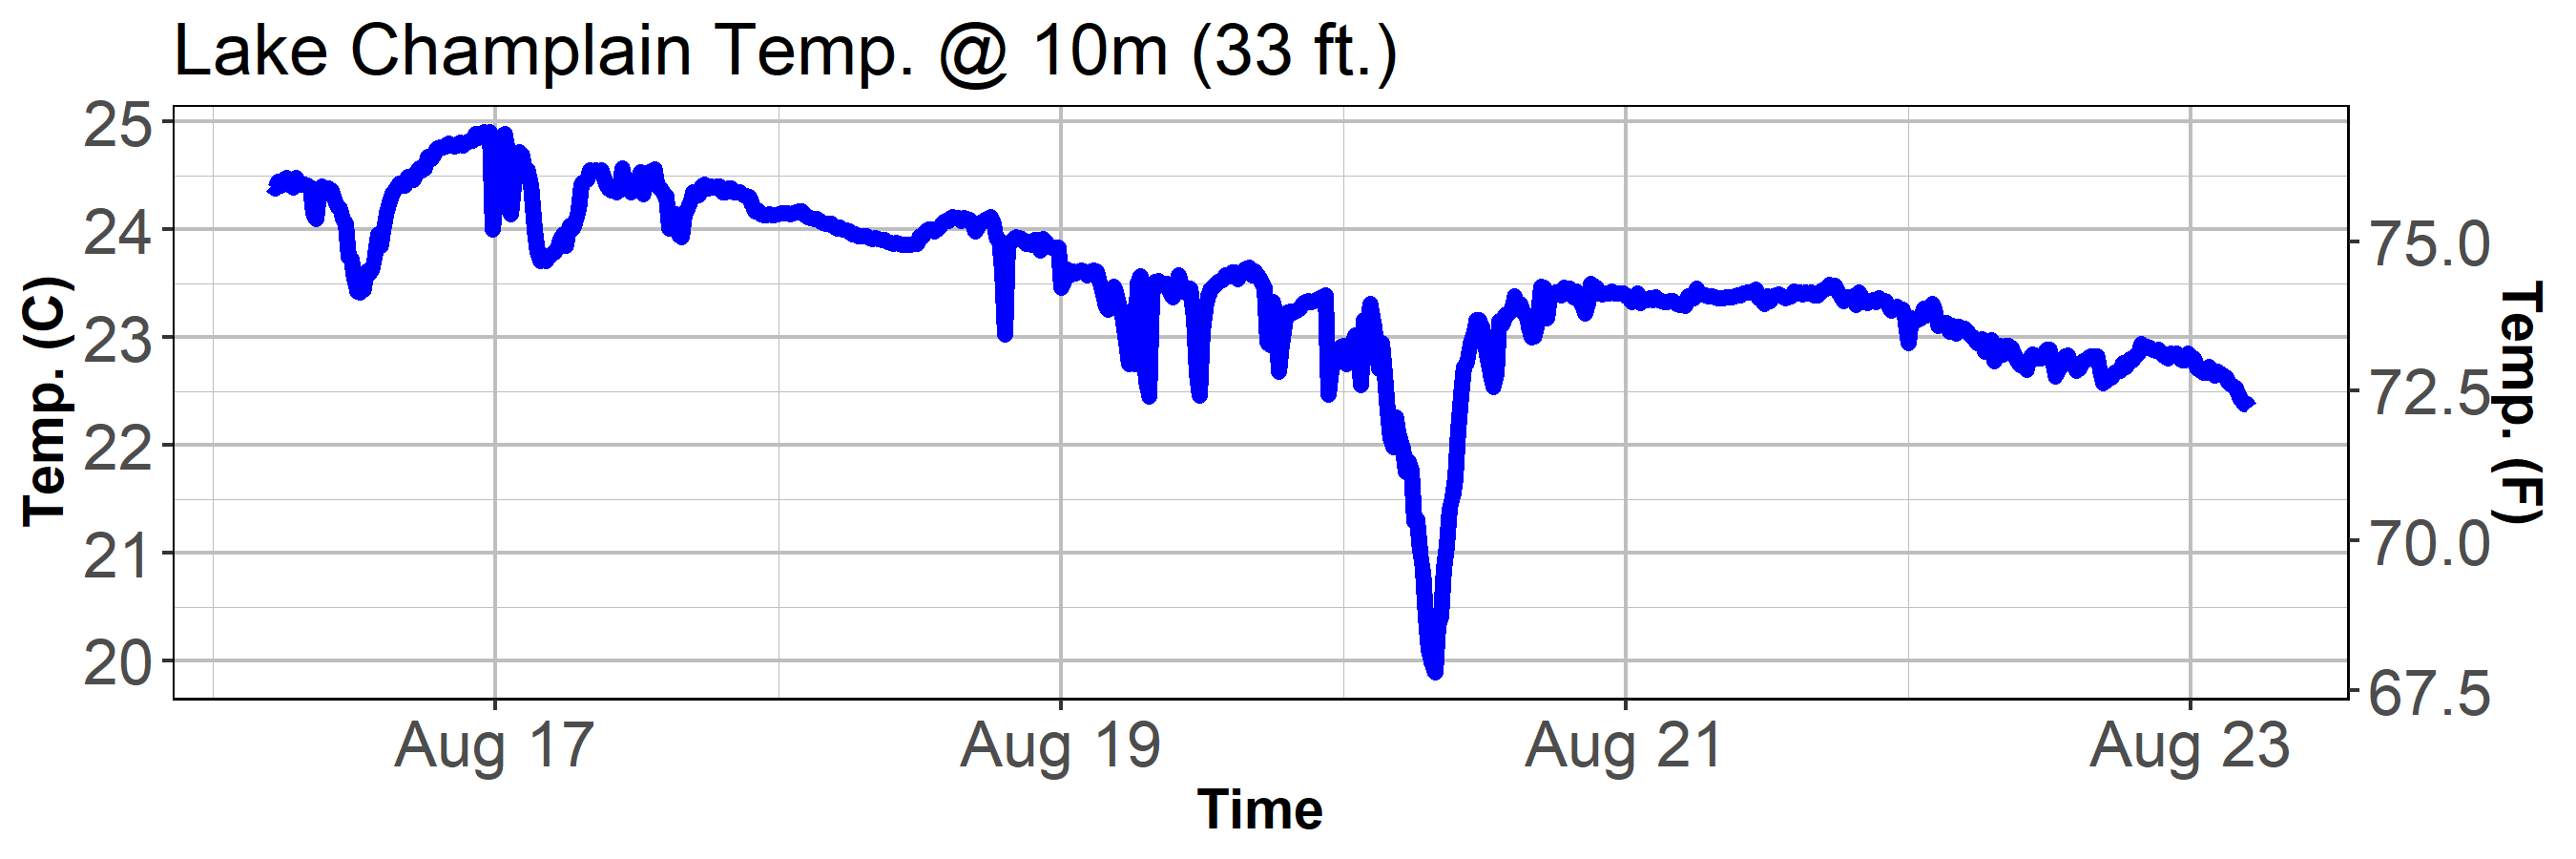 Lake Champlain Temp. @ 10m (33 ft.)
Temp. (C)
25
24
23
22
21
20
75.0
72.5
70.0
67.5
Temp. (F)
Aug 17
Aug 19
Aug 21
Aug 23
Time